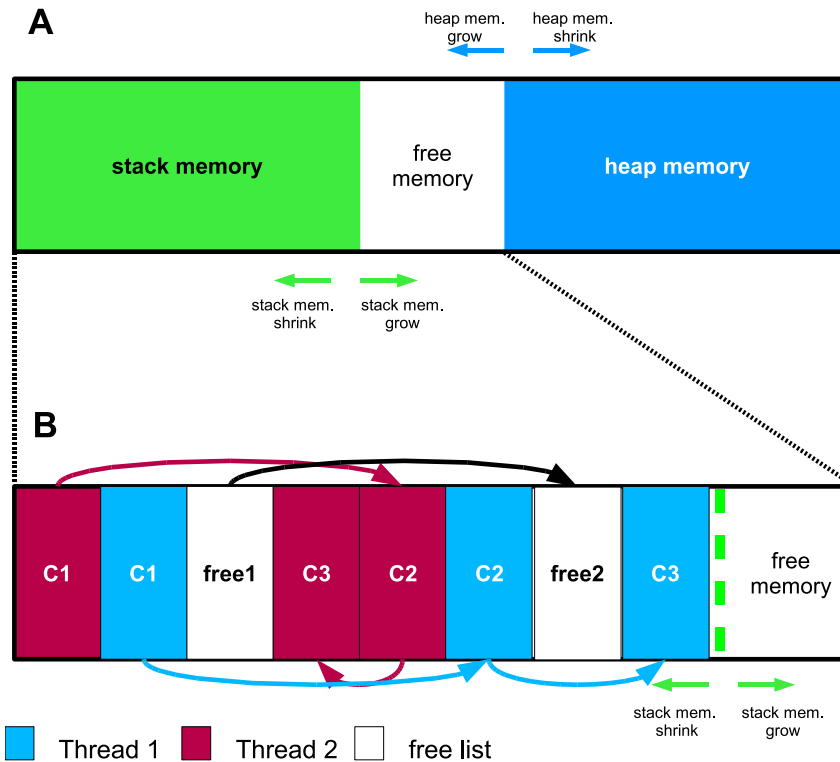 A
heap mem. heap mem.
grow shrink
stack memory
free
memory
heap memory
stack mem. stack mem.
shrink grow
B
C1 C1 free1 C3 C2 C2 free2 C3
free
memory
stack mem. stack mem.
shrink grow
Thread 1 Thread 2 free list